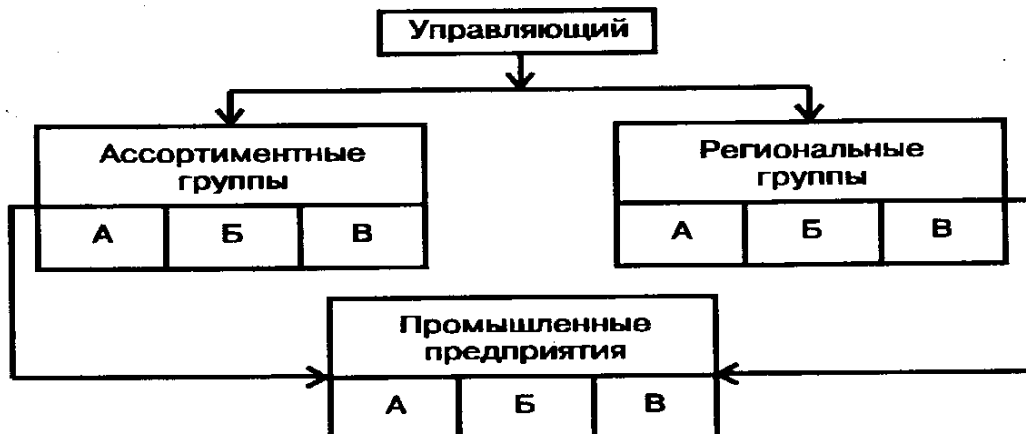 Управляющий
Ассортиментные
группы
А Б В
Региональные
группы
А Б В
Промышленные
предприятия
А Б В